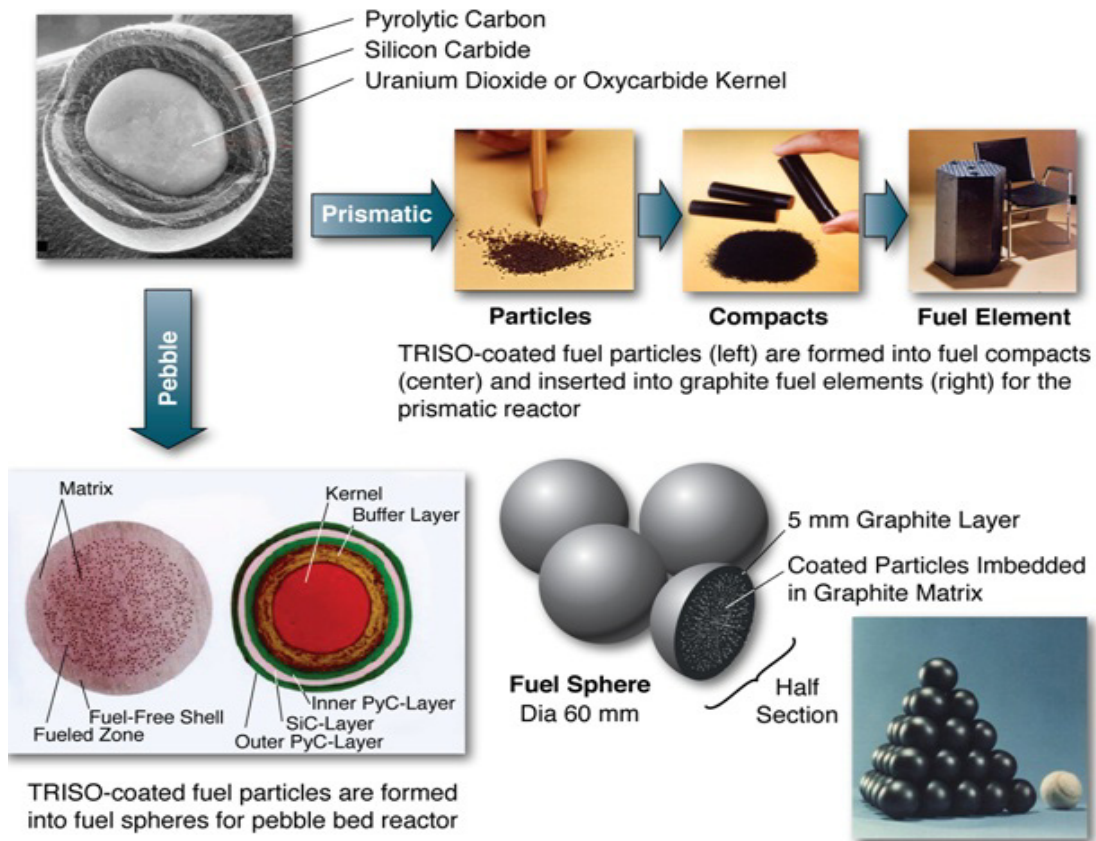 Pyrolytic Carbon
Silicon Carbide
Uranium Dioxide or Oxycarbide Kernel
Prismatic
Particles
Compacts
Fuel Element
TRISO-coated fuel particles (left) are formed into fuel compacts
(center) and inserted into graphite fuel elements (right) for the
prismatic reactor
Pebble
Matrix
Kernel
Buffer Layer
Fuel-Free Shell
Fueled Zone
Inner PyC-Layer
SiC-Layer
Outer PyC-Layer
TRISO-coated fuel particles are formed
into fuel spheres for pebble bed reactor
5 mm Graphite Layer
Coated Particles Imbedded
in Graphite Matrix
Fuel Sphere
Dia 60 mm
Half
Section